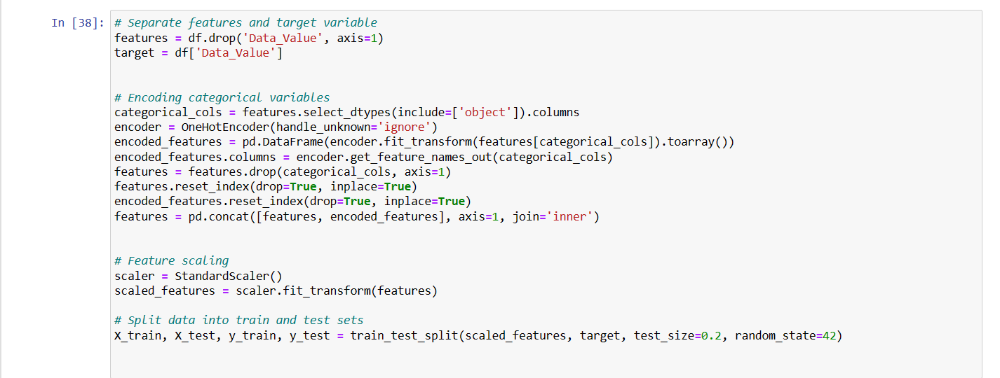 In [38]: # Separate features and target variable
features = df.drop('Data_Value', axis=1)
target = df['Data_Value']
# Encoding categorical variables
categorical_cols = features.select_dtypes(include=['object']).columns
encoder = OneHotEncoder(handle_unknown='ignore')
encoded_features = pd.DataFrame(encoder.fit_transform(features[categorical_cols]).toarray())
encoded_features.columns = encoder.get_feature_names_out(categorical_cols)
features = features.drop(categorical_cols, axis=1)
features.reset_index(drop=True, inplace=True)
encoded_features.reset_index(drop=True, inplace=True)
features = pd.concat([features, encoded_features], axis=1, join='inner')
# Feature scaling
scaler = StandardScaler()
scaled_features = scaler.fit_transform(features)
# Split data into train and test sets
X_train, X_test, y_train, y_test = train_test_split(scaled_features, target, test_size=0.2, random_state=42)